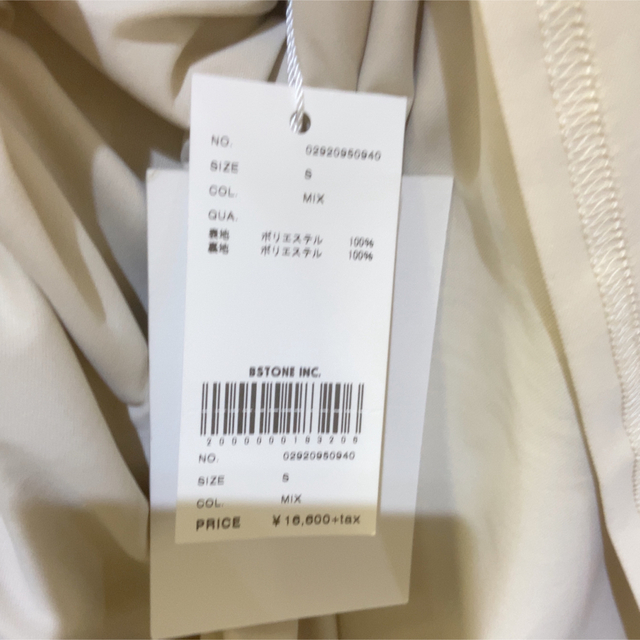 NO. 02920950940
SIZE S
COL. MIX
QUA.
表地 ポリエステル 100%
裏地 ポリエステル 100%
BSTONE INC.
2000000193206
NO. 02920950940
SIZE S
COL. MIX
PRICE ¥16,600+tax